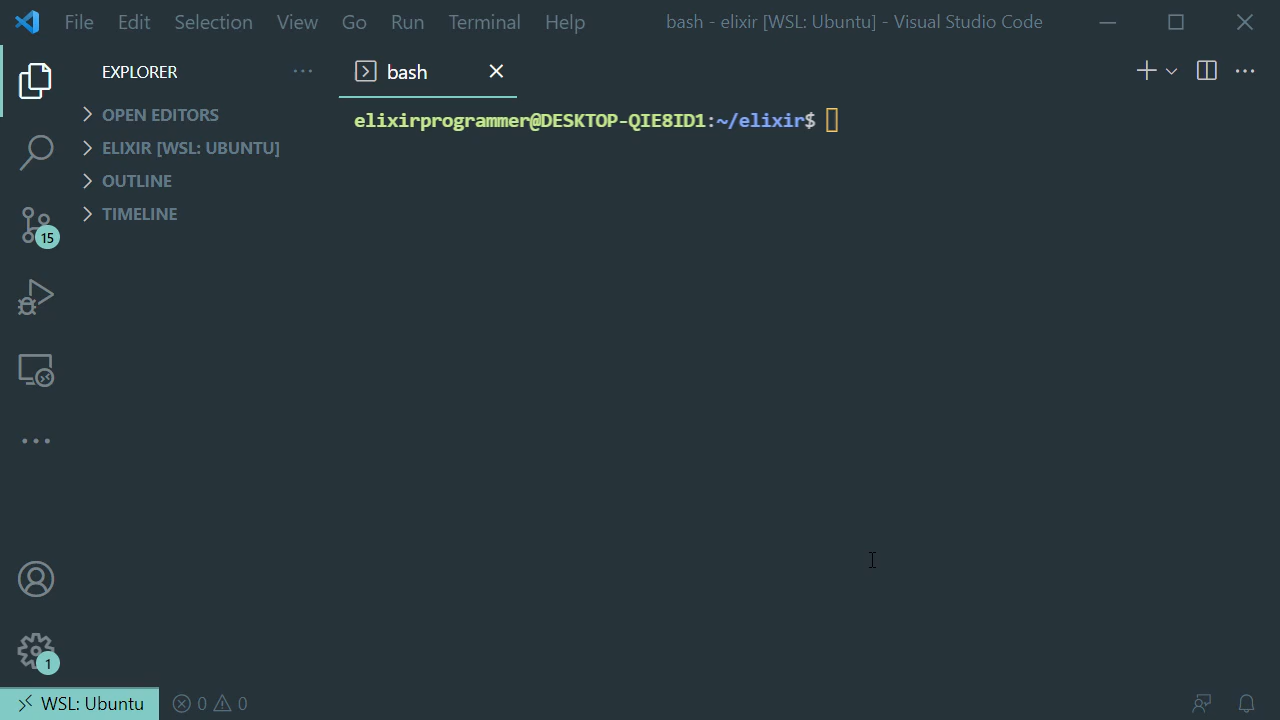 File Edit Selection View Go Run Terminal Help bash - elixir [WSL: Ubuntu] - Visual Studio Code
EXPLORER
bash
OPEN EDITORS
ELIXIR [WSL: UBUNTU]
OUTLINE
TIMELINE
elixirprogrammer@DESKTOP-QIE8ID1:~/elixir$
15
1
WSL: Ubuntu 0 0